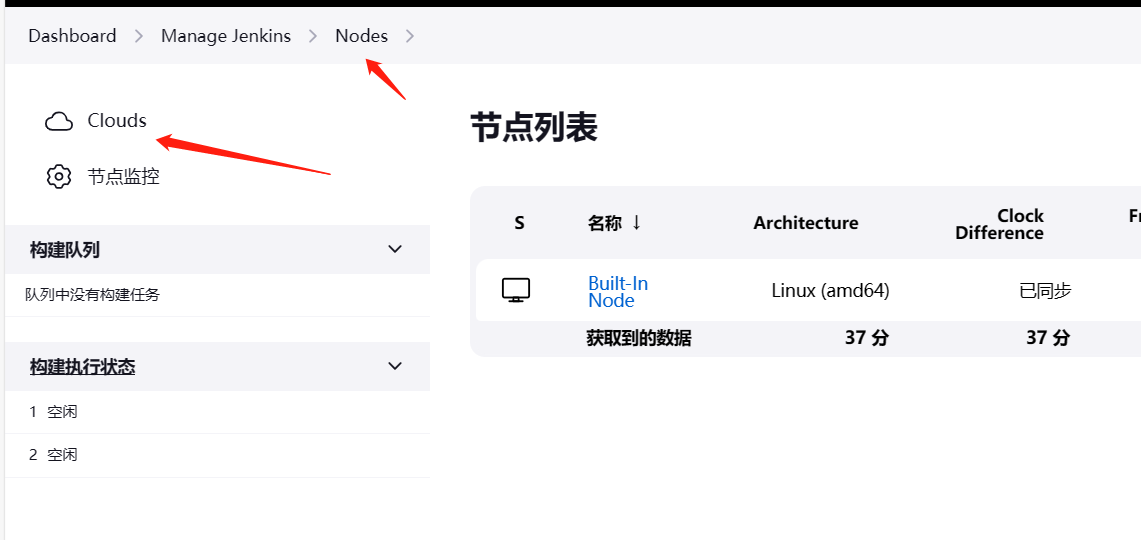 Dashboard > Manage Jenkins > Nodes >
Clouds
节点监控
构建队列
队列中没有构建任务
构建执行状态
1 空闲
2 空闲
节点列表
S 名称 ↓ Architecture Clock
Difference
Built-In
Node
Linux (amd64) 已同步
获取到的数据 37 分 37 分